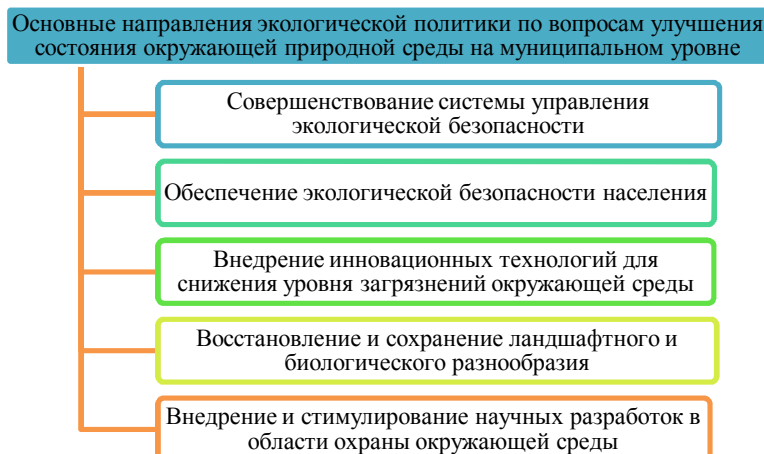 Основные направления экологической политики по вопросам улучшения
состояния окружающей природной среды на муниципальном уровне
Совершенствование системы управления
экологической безопасности
Обеспечение экологической безопасности населения
Внедрение инновационных технологий для
снижения уровня загрязнений окружающей среды
Восстановление и сохранение ландшафтного и
биологического разнообразия
Внедрение и стимулирование научных разработок в
области охраны окружающей среды